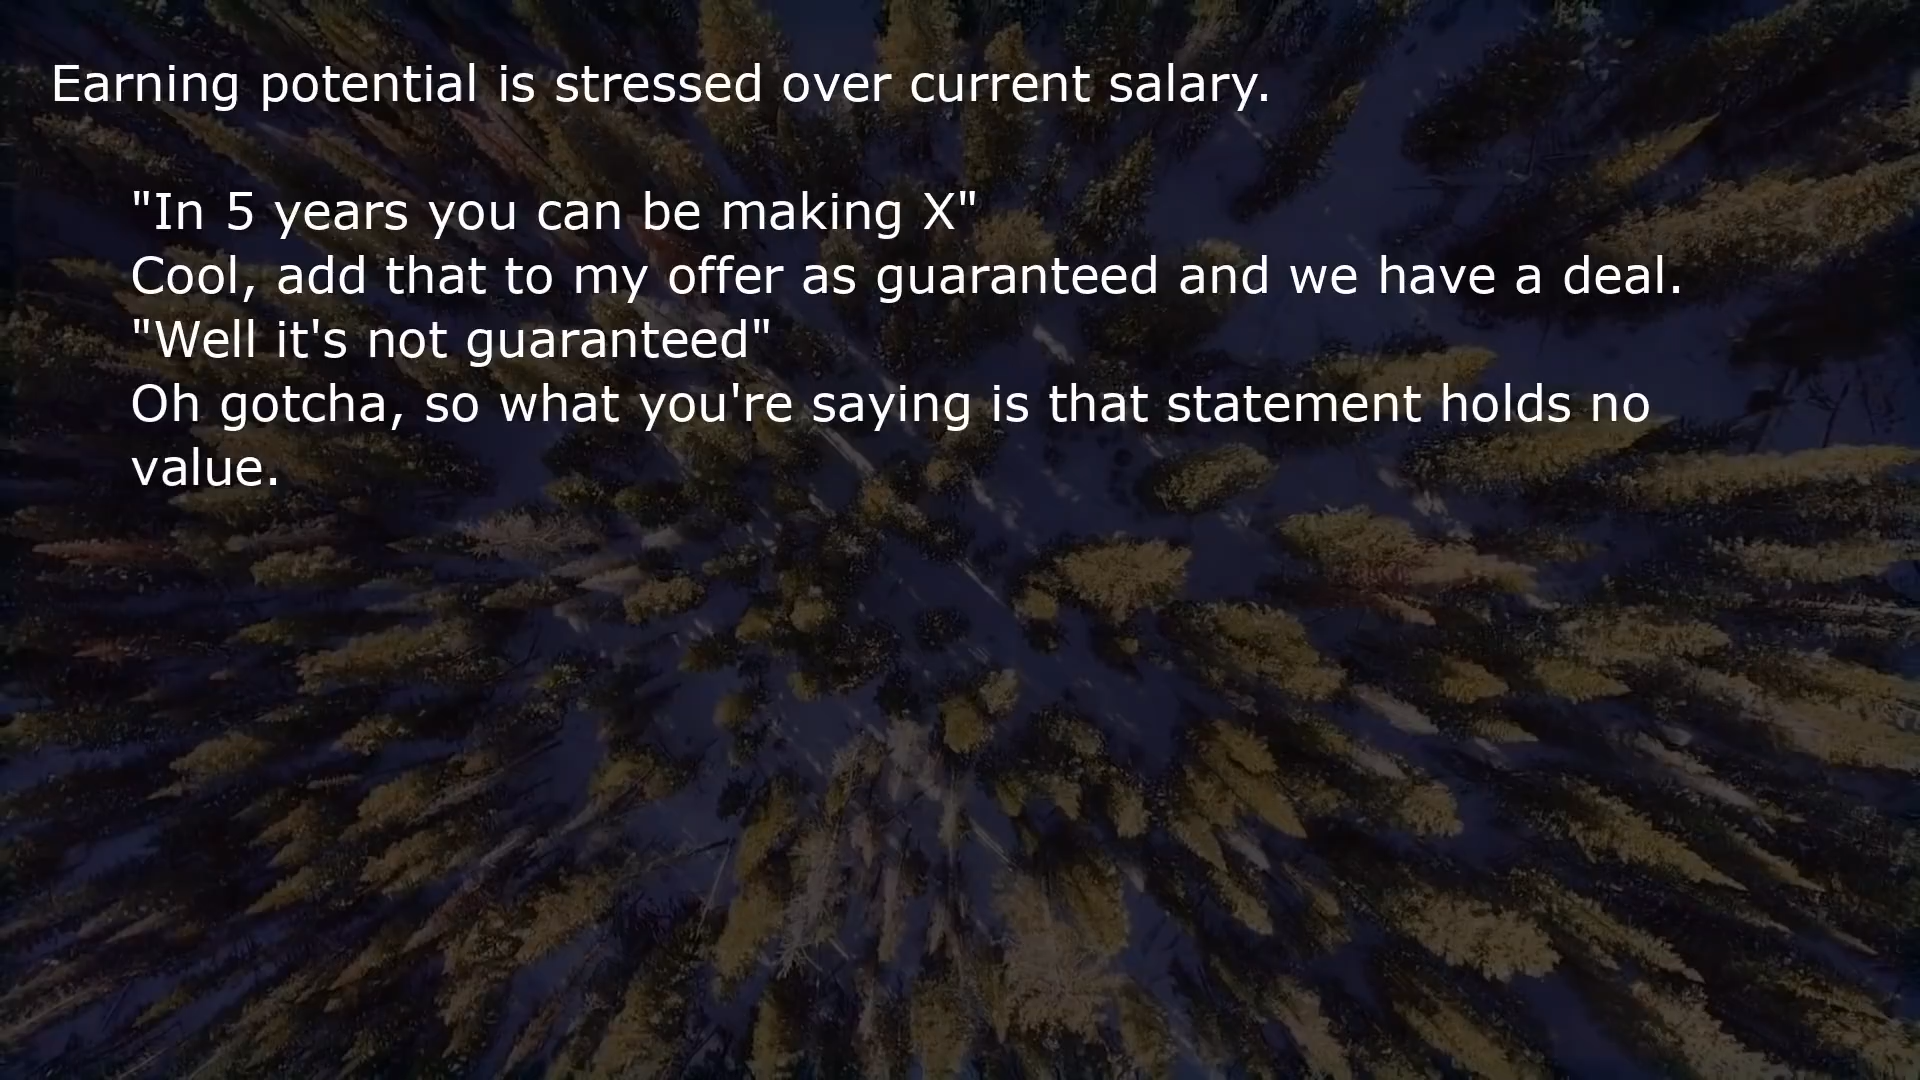 Earning potential is stressed over current salary.
"In 5 years you can be making X"
Cool, add that to my offer as guaranteed and we have a deal.
"Well it's not guaranteed"
Oh gotcha, so what you're saying is that statement holds no
value.